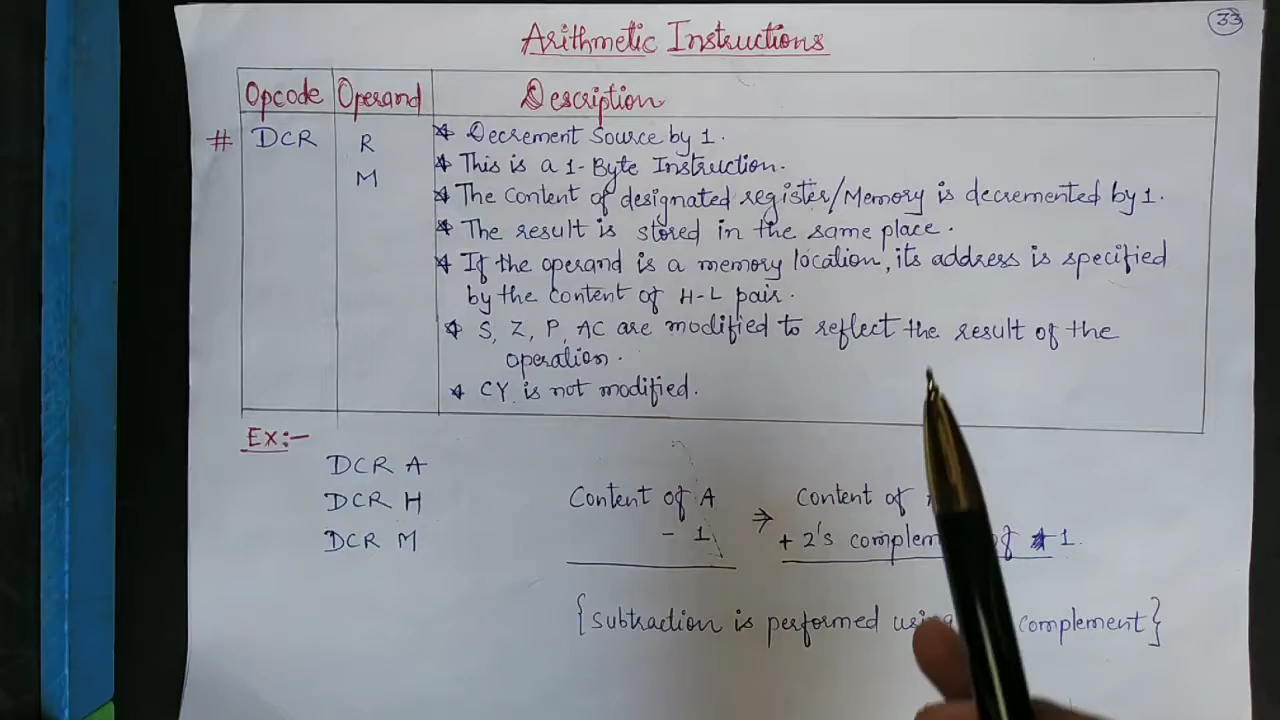 33
Arithmetic Instructions
Opcode Operand Description
# DCR R * Decrement Source by 1.
M * This is a 1-Byte Instruction.
* The content of designated register/Memory is decremented by 1.
* The result is stored in the same place.
* If the operand is a memory location, its address is specified
by the content of H-L pair.
* S, Z, P, AC are modified to reflect the result of the
operation.
* CY is not modified.
Ex:-
DCR A
DCR H
DCR M
Content of A ⇒ Content of
- 1 + 2's complem of 1.
{Subtraction is performed using complement}